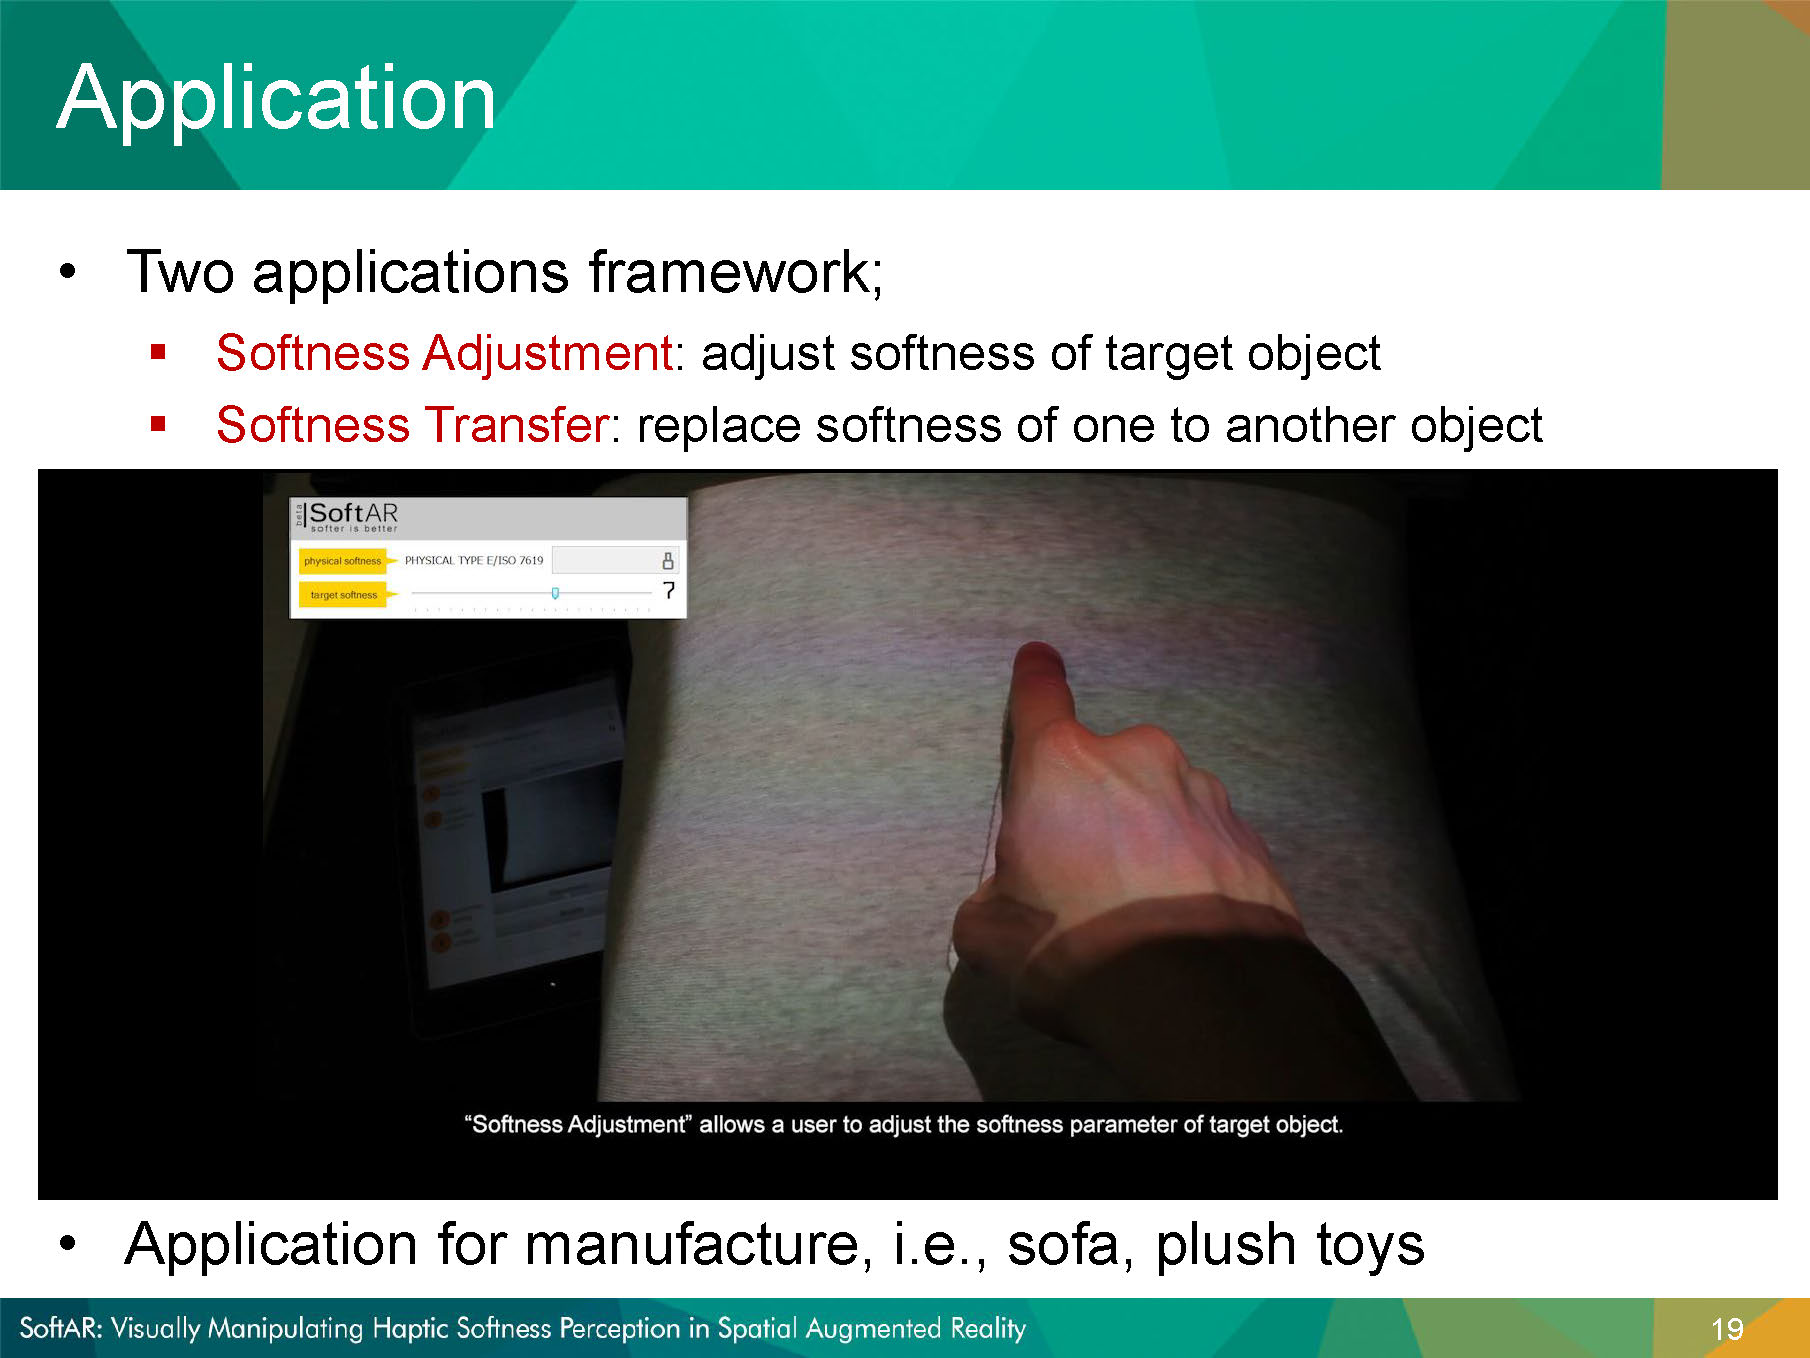 Application
• Two applications framework;
▪ Softness Adjustment: adjust softness of target object
▪ Softness Transfer: replace softness of one to another object
beta
SoftAR
softer is better
physical softness PHYSICAL TYPE E/ISO 7619 8
target softness 7
“Softness Adjustment” allows a user to adjust the softness parameter of target object.
• Application for manufacture, i.e., sofa, plush toys
SoftAR: Visually Manipulating Haptic Softness Perception in Spatial Augmented Reality
19